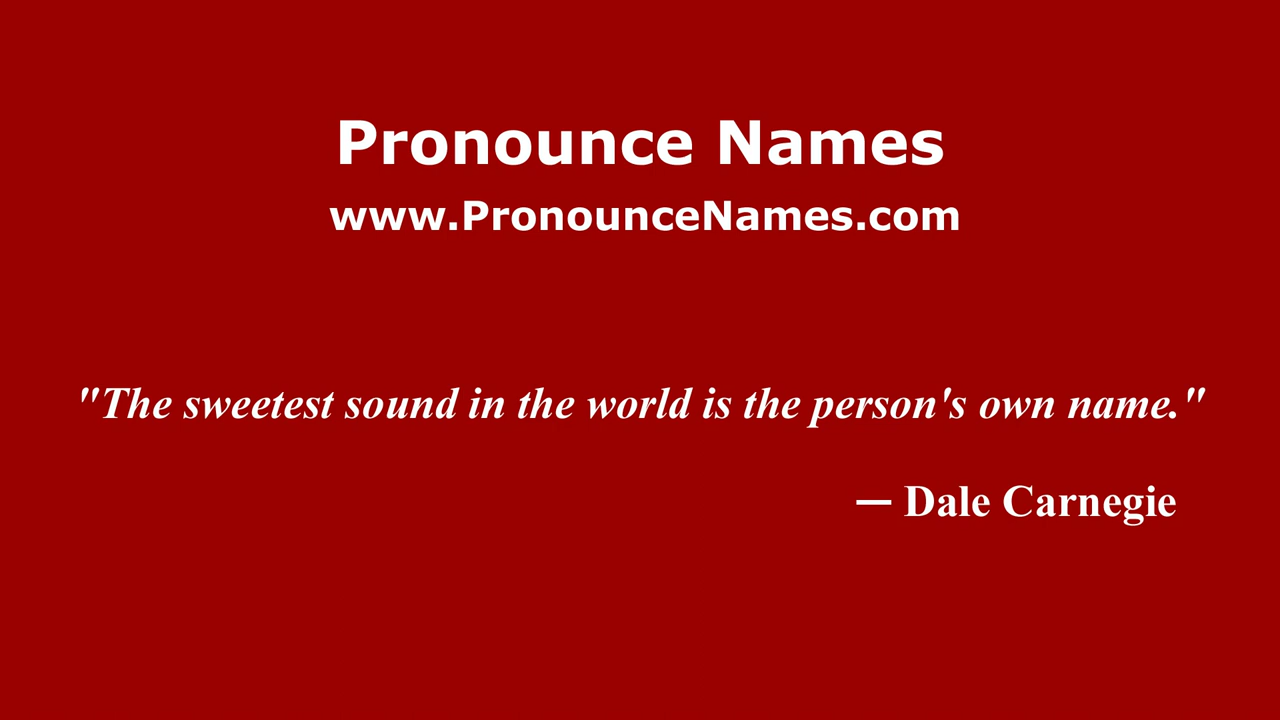 Pronounce Names
www.PronounceNames.com
"The sweetest sound in the world is the person's own name."
— Dale Carnegie